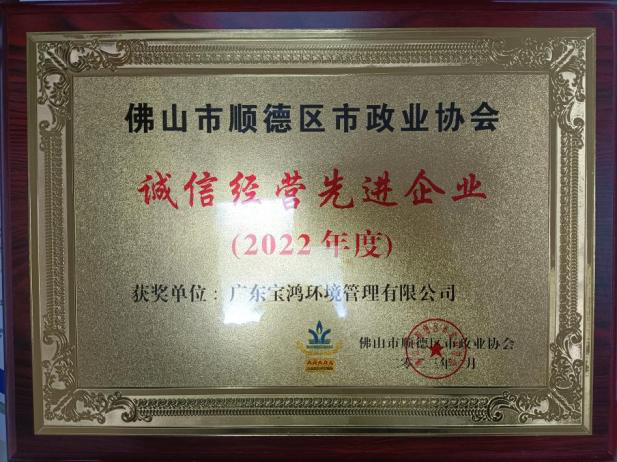 佛山市顺德区市政业协会
诚信经营先进企业
(2022年度)
获奖单位：广东宝鸿环境管理有限公司
佛山市顺德区市政业协会
年 月